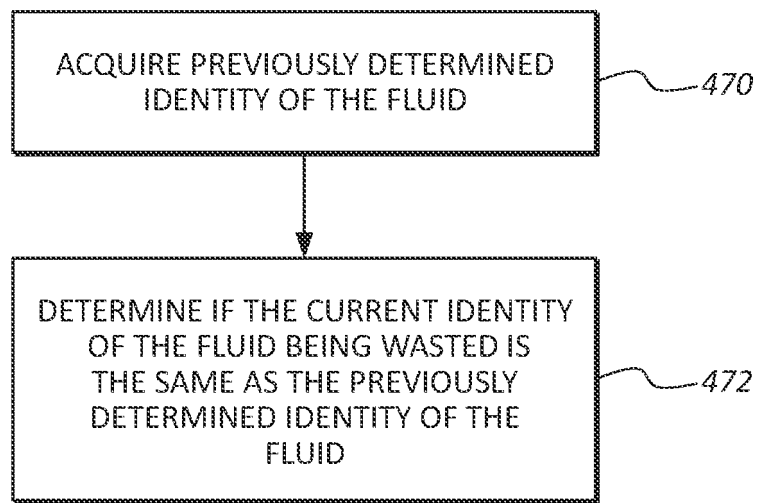 ACQUIRE PREVIOUSLY DETERMINED
IDENTITY OF THE FLUID
470
DETERMINE IF THE CURRENT IDENTITY
OF THE FLUID BEING WASTED IS
THE SAME AS THE PREVIOUSLY
DETERMINED IDENTITY OF THE
FLUID
472